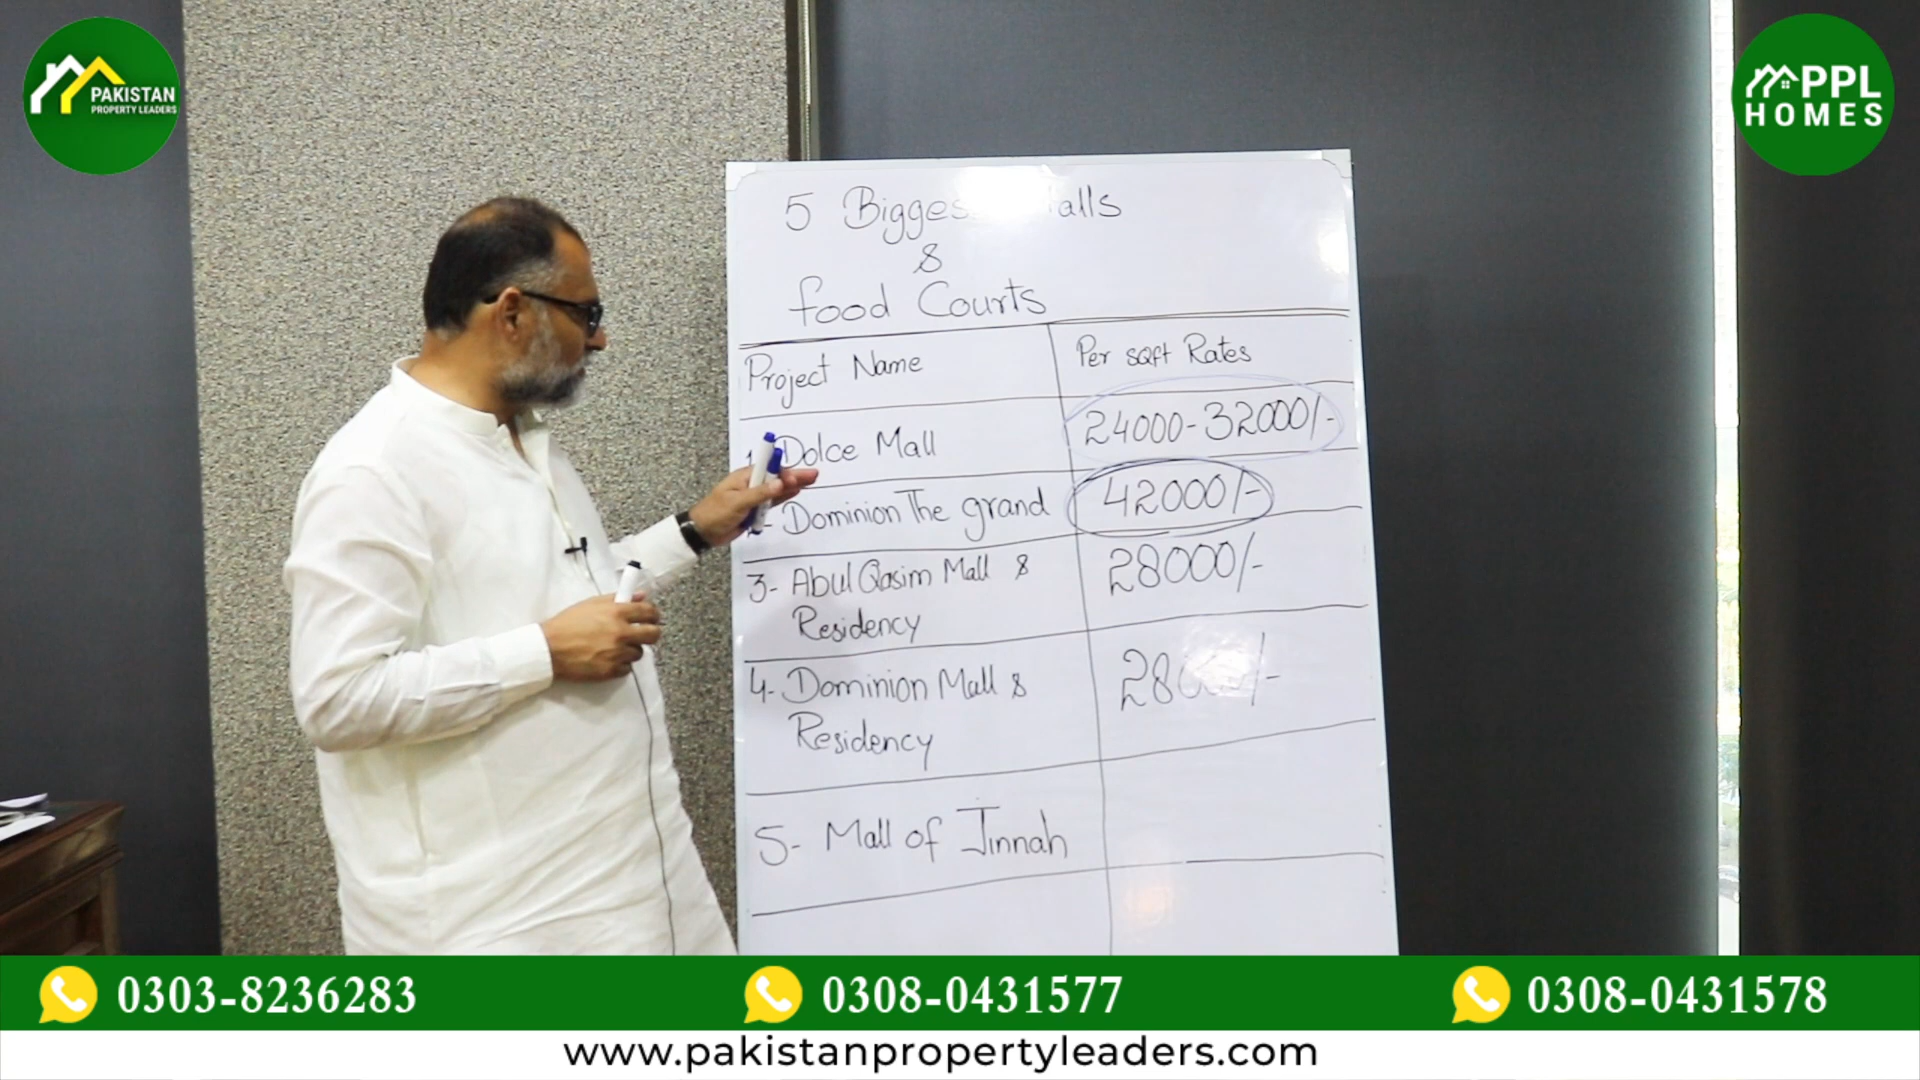 PAKISTAN
PROPERTY LEADERS
PPL
HOMES
5 Bigges alls
&
food Courts
Project Name Per sqft Rates
1- Dolce Mall 24000-32000/-
2- Dominion The grand 42000/-
3- Abul Qasim Mall & 28000/-
Residency
4- Dominion Mall &
Residency
5- Mall of Jinnah
0303-8236283 0308-0431577 0308-0431578
www.pakistanpropertyleaders.com